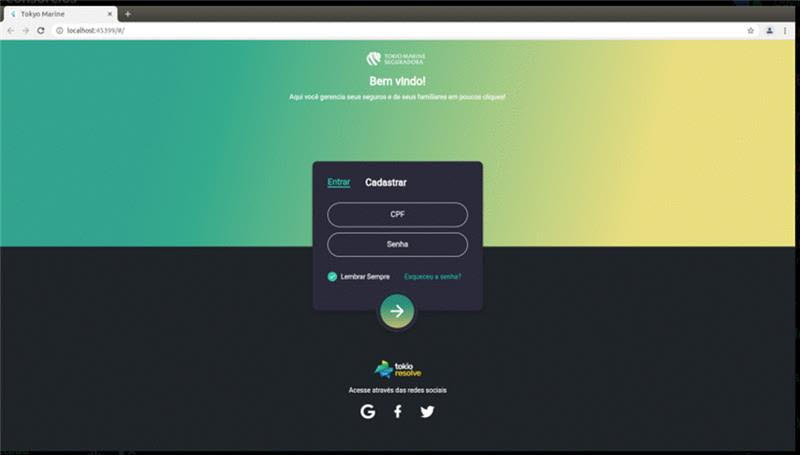 Tokyo Marine
localhost:45399/#/
TOKIO MARINE
SEGURADORA
Bem vindo!
Aqui você gerencia seus seguros e de seus familiares em poucos cliques!
Entrar
Cadastrar
CPF
Senha
Lembrar Sempre
Esqueceu a senha?
tokio
resolve
Acesse através das redes sociais